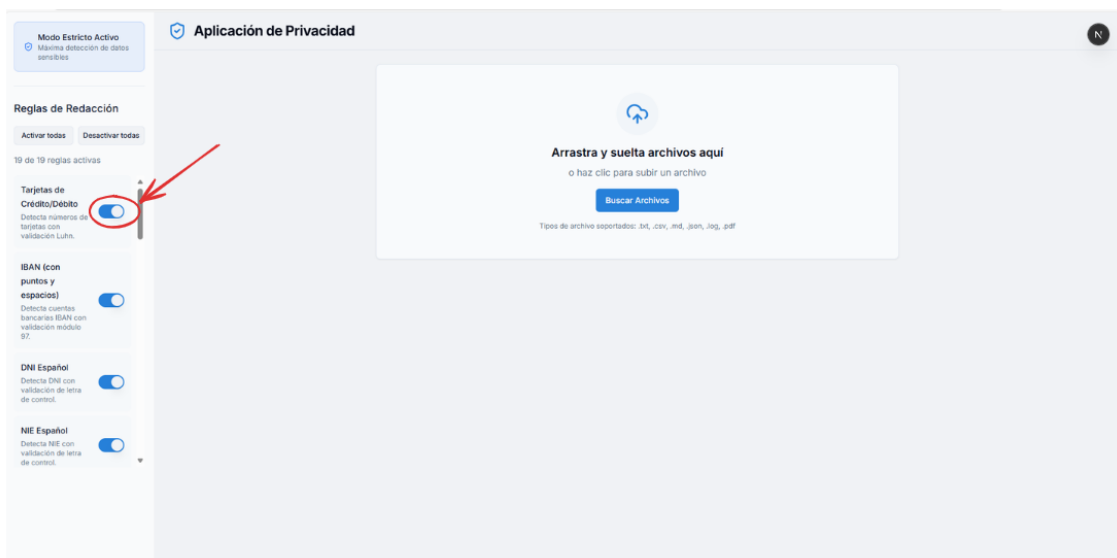 Modo Estricto Activo
Máxima detección de datos
sensibles
Aplicación de Privacidad
N
Reglas de Redacción
Activar todas
Desactivar todas
19 de 19 reglas activas
Tarjetas de
Crédito/Débito
Detecta números de
tarjetas con
validación Luhn.
IBAN (con
puntos y
espacios)
Detecta cuentas
bancarias IBAN con
validación módulo
97.
DNI Español
Detecta DNI con
validación de letra
de control.
NIE Español
Detecta NIE con
validación de letra
de control.
Arrastra y suelta archivos aquí
o haz clic para subir un archivo
Buscar Archivos
Tipos de archivo soportados: .txt, .csv, .md, .json, .log, .pdf